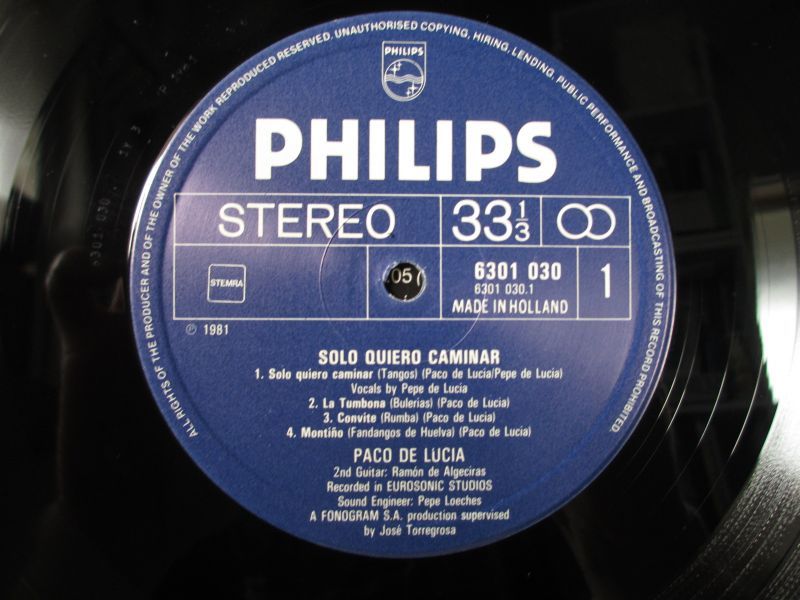 ALL RIGHTS OF THE PRODUCER AND OF THE OWNER OF THE WORK REPRODUCED RESERVED. UNAUTHORISED COPYING, HIRING, LENDING, PUBLIC PERFORMANCE AND BROADCASTING OF THIS RECORD PROHIBITED.
PHILIPS
PHILIPS
STEREO 33 1/3
STEMRA
05
6301 030
6301 030.1
MADE IN HOLLAND
1
℗ 1981
SOLO QUIERO CAMINAR
1. Solo quiero caminar (Tangos) (Paco de Lucia/Pepe de Lucia)
Vocals by Pepe de Lucia
2. La Tumbona (Bulerias) (Paco de Lucia)
3. Convite (Rumba) (Paco de Lucia)
4. Montiño (Fandangos de Huelva) (Paco de Lucia)
PACO DE LUCIA
2nd Guitar: Ramón de Algeciras
Recorded in EUROSONIC STUDIOS
Sound Engineer: Pepe Loeches
A FONOGRAM S.A. production supervised
by José Torregrosa
6301 030